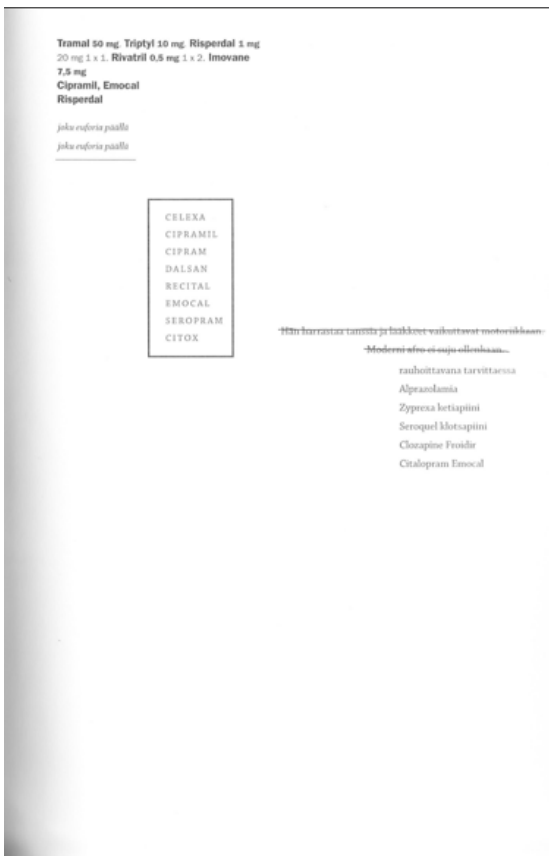 Tramal 50 mg. Triptyl 10 mg. Risperdal 1 mg
20 mg 1 x 1. Rivatril 0,5 mg 1 x 2. Imovane
7,5 mg
Cipramil, Emocal
Risperdal
joku euforia päällä
joku euforia päällä
CELEXA
CIPRAMIL
CIPRAM
DALSAN
RECITAL
EMOCAL
SEROPRAM
CITOX
Hän harrastaa tanssia ja lääkkeet vaikuttavat motoriikkaan.
Moderni afro ei suju ollenkaan.
rauhoittavana tarvittaessa
Alprazolamia
Zyprexa ketiapiini
Seroquel klotsapiini
Clozapine Froidir
Citalopram Emocal